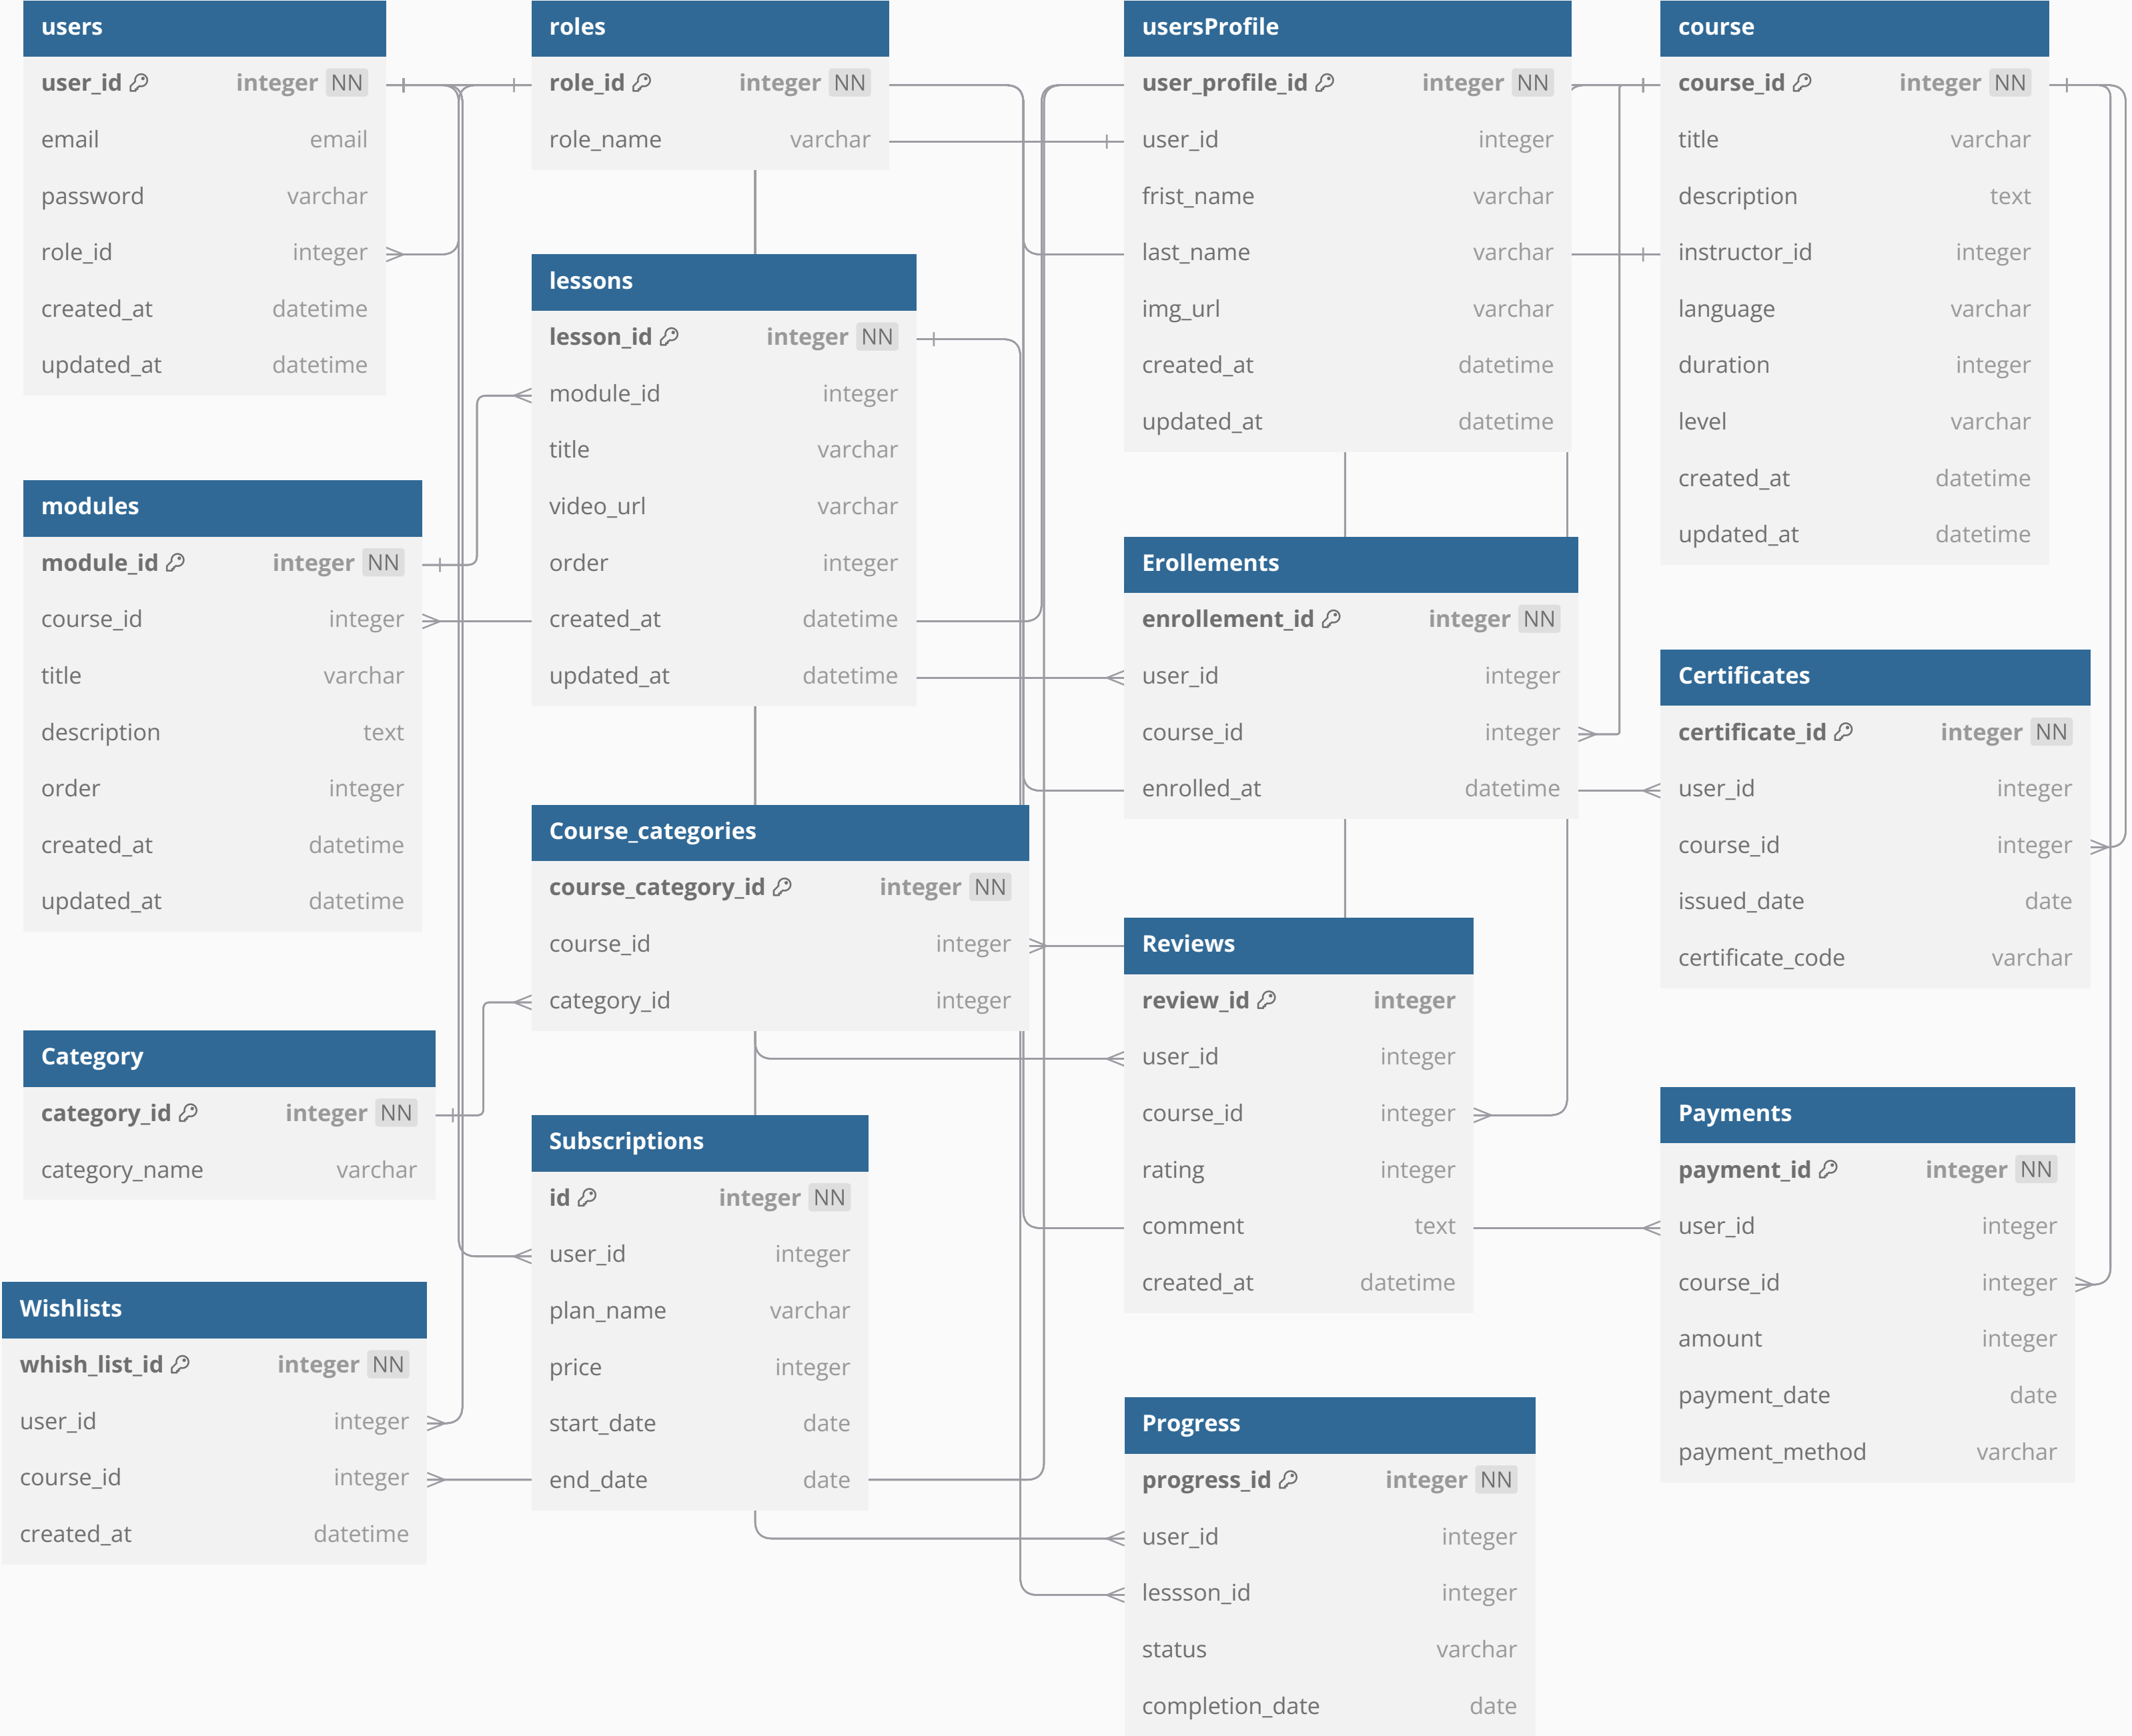 users
user_id integer NN
email email
password varchar
role_id integer
created_at datetime
updated_at datetime
roles
role_id integer NN
role_name varchar
usersProfile
user_profile_id integer NN
user_id integer
frist_name varchar
last_name varchar
img_url varchar
created_at datetime
updated_at datetime
course
course_id integer NN
title varchar
description text
instructor_id integer
language varchar
duration integer
level varchar
created_at datetime
updated_at datetime
lessons
lesson_id integer NN
module_id integer
title varchar
video_url varchar
order integer
created_at datetime
updated_at datetime
modules
module_id integer NN
course_id integer
title varchar
description text
order integer
created_at datetime
updated_at datetime
Erollements
enrollement_id integer NN
user_id integer
course_id integer
enrolled_at datetime
Certificates
certificate_id integer NN
user_id integer
course_id integer
issued_date date
certificate_code varchar
Course_categories
course_category_id integer NN
course_id integer
category_id integer
Reviews
review_id integer
user_id integer
course_id integer
rating integer
comment text
created_at datetime
Category
category_id integer NN
category_name varchar
Subscriptions
id integer NN
user_id integer
plan_name varchar
price integer
start_date date
end_date date
Payments
payment_id integer NN
user_id integer
course_id integer
amount integer
payment_date date
payment_method varchar
Wishlists
whish_list_id integer NN
user_id integer
course_id integer
created_at datetime
Progress
progress_id integer NN
user_id integer
lessson_id integer
status varchar
completion_date date